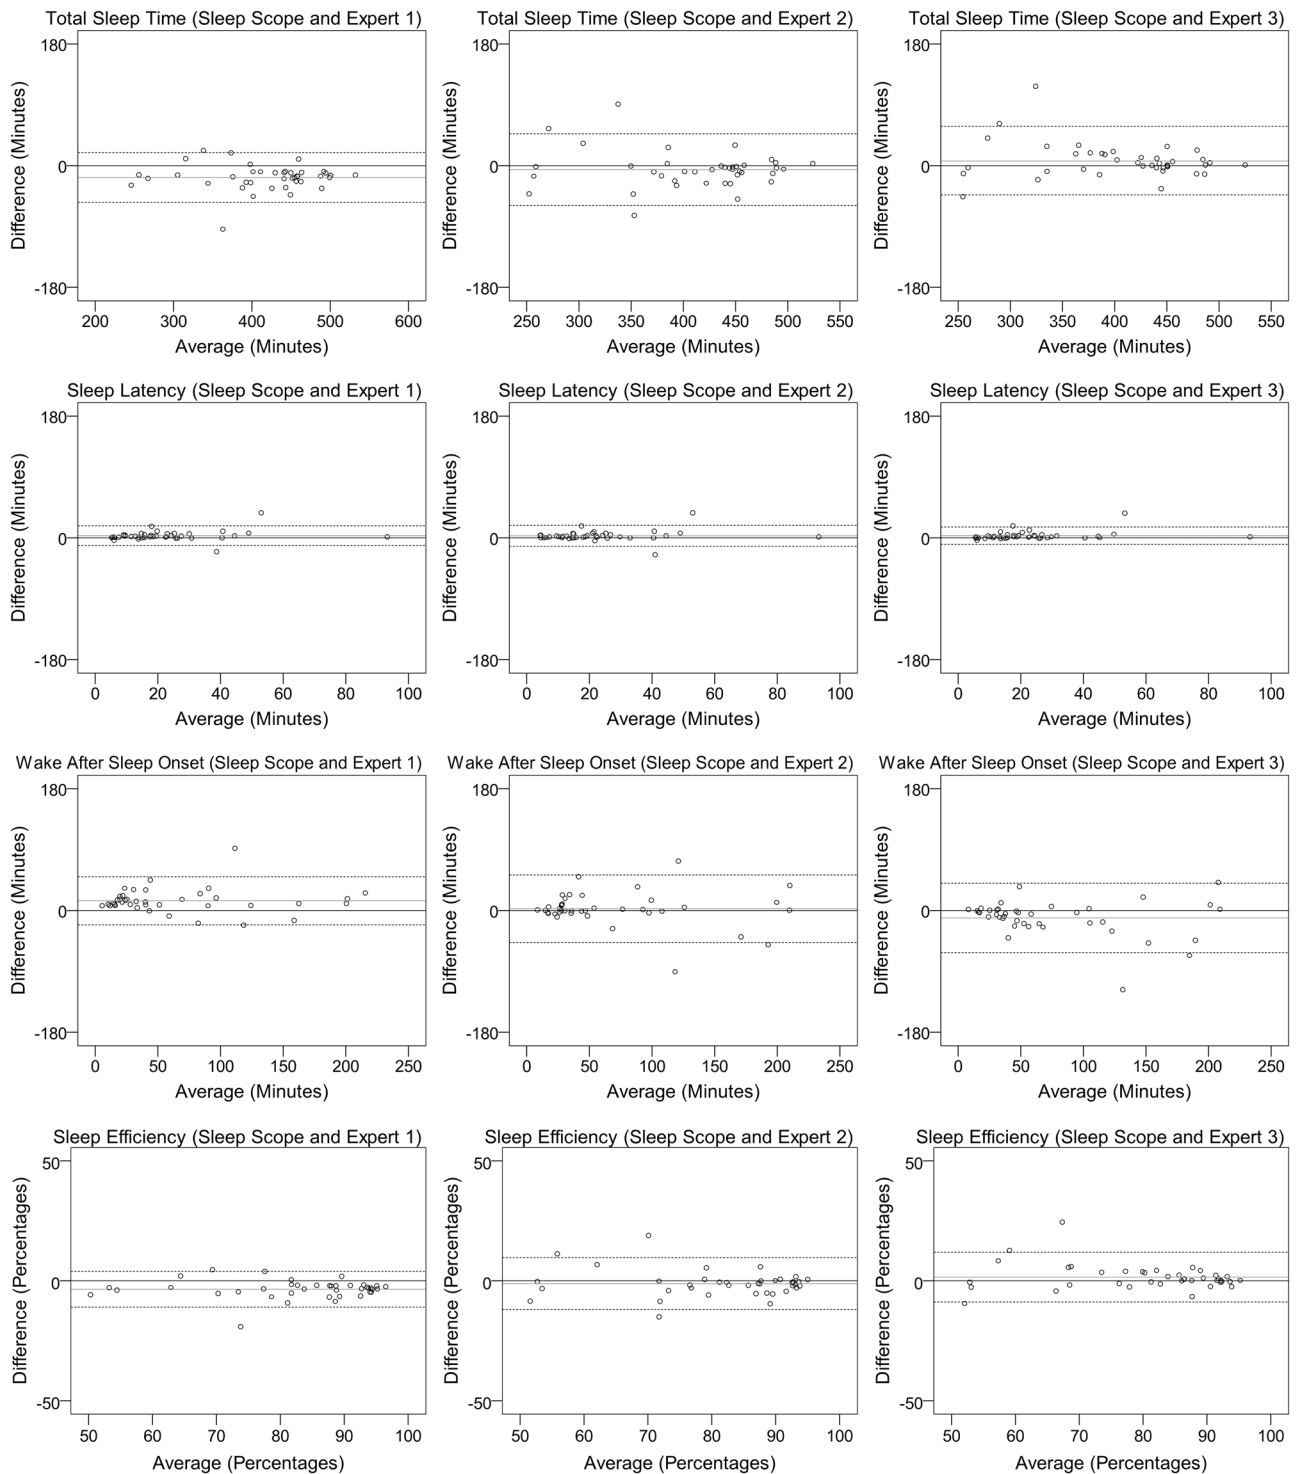 Total Sleep Time (Sleep Scope and Expert 1)
180
0
-180
Difference (Minutes)
200 300 400 500 600
Average (Minutes)
Total Sleep Time (Sleep Scope and Expert 2)
180
0
-180
Difference (Minutes)
250 300 350 400 450 500 550
Average (Minutes)
Total Sleep Time (Sleep Scope and Expert 3)
180
0
-180
Difference (Minutes)
250 300 350 400 450 500 550
Average (Minutes)
Sleep Latency (Sleep Scope and Expert 1)
180
0
-180
Difference (Minutes)
0 20 40 60 80 100
Average (Minutes)
Sleep Latency (Sleep Scope and Expert 2)
180
0
-180
Difference (Minutes)
0 20 40 60 80 100
Average (Minutes)
Sleep Latency (Sleep Scope and Expert 3)
180
0
-180
Difference (Minutes)
0 20 40 60 80 100
Average (Minutes)
Wake After Sleep Onset (Sleep Scope and Expert 1)
180
0
-180
Difference (Minutes)
0 50 100 150 200 250
Average (Minutes)
Wake After Sleep Onset (Sleep Scope and Expert 2)
180
0
-180
Difference (Minutes)
0 50 100 150 200 250
Average (Minutes)
Wake After Sleep Onset (Sleep Scope and Expert 3)
180
0
-180
Difference (Minutes)
0 50 100 150 200 250
Average (Minutes)
Sleep Efficiency (Sleep Scope and Expert 1)
50
0
-50
Difference (Percentages)
50 60 70 80 90 100
Average (Percentages)
Sleep Efficiency (Sleep Scope and Expert 2)
50
0
-50
Difference (Percentages)
50 60 70 80 90 100
Average (Percentages)
Sleep Efficiency (Sleep Scope and Expert 3)
50
0
-50
Difference (Percentages)
50 60 70 80 90 100
Average (Percentages)